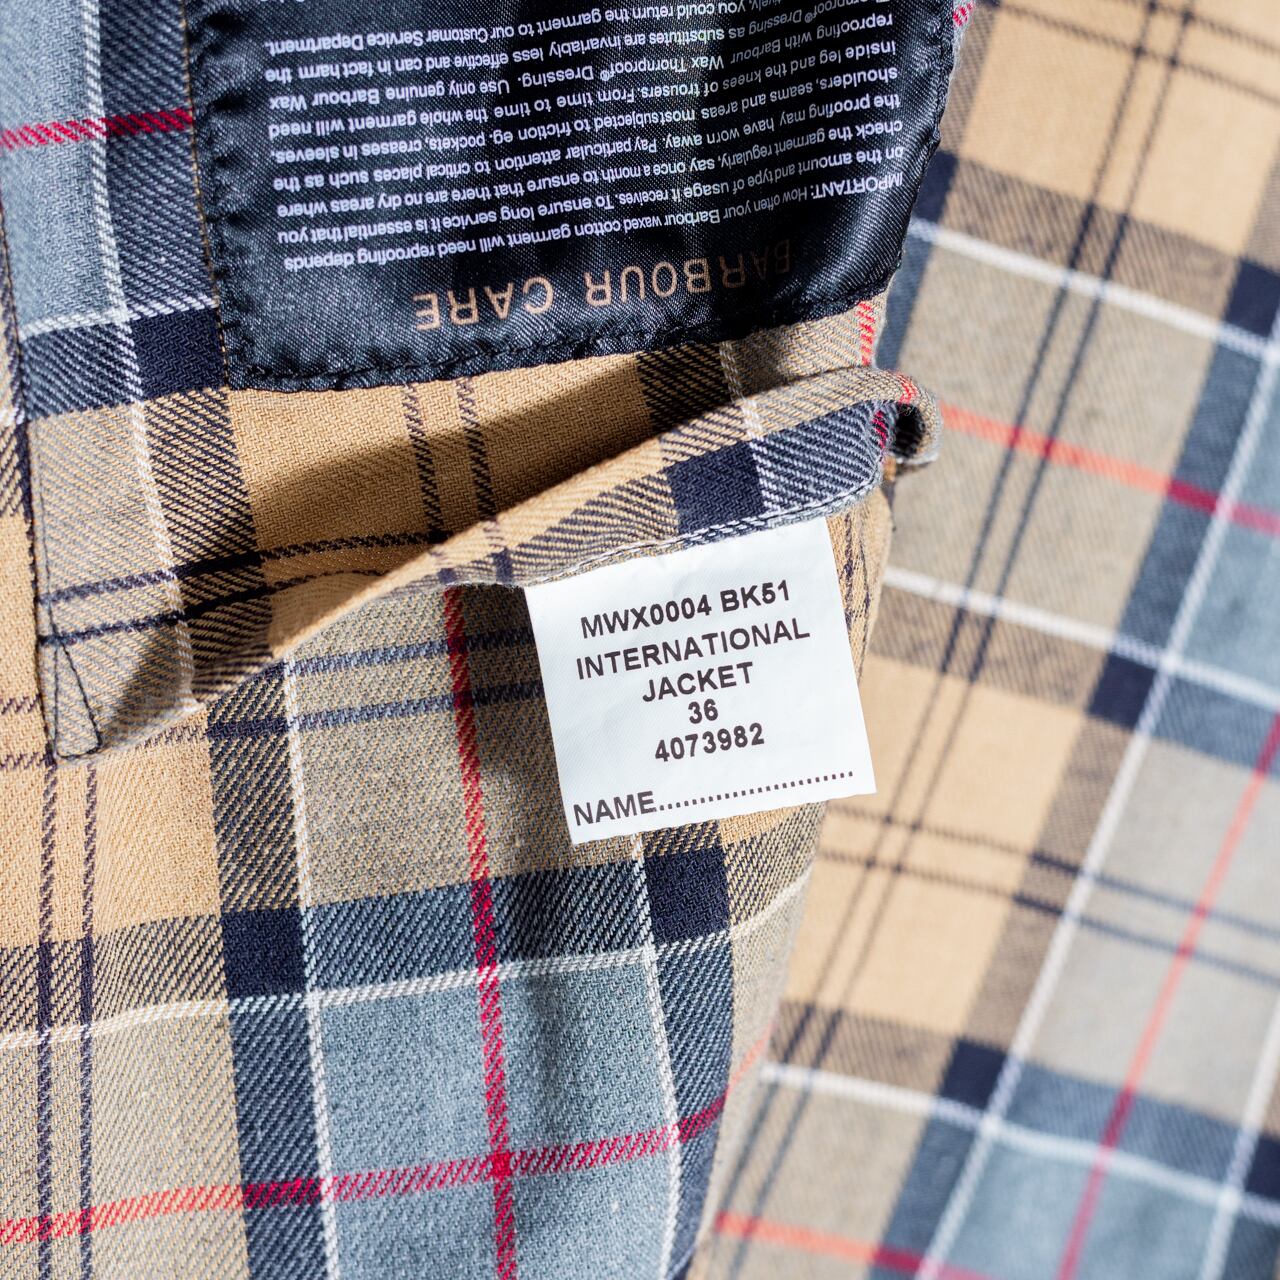 BARBOUR CARE
IMPORTANT: How often your Barbour waxed cotton garment will need reproofing depends
on the amount and type of usage it receives. To ensure long service it is essential that you
check the garment regularly, say once a month to ensure that there are no dry areas where
the proofing may have worn away. Pay particular attention to critical places such as the
shoulders, seams and areas most subjected to friction eg. pockets, creases in sleeves,
inside leg and the knees of trousers. From time to time the whole garment will need
reproofing with Barbour Wax Thornproof® Dressing. Use only genuine Barbour Wax
Thornproof® Dressing as substitutes are invariably less effective and can in fact harm the
you could return the garment to our Customer Service Department.
MWX0004 BK51
INTERNATIONAL
JACKET
36
4073982
NAME........................